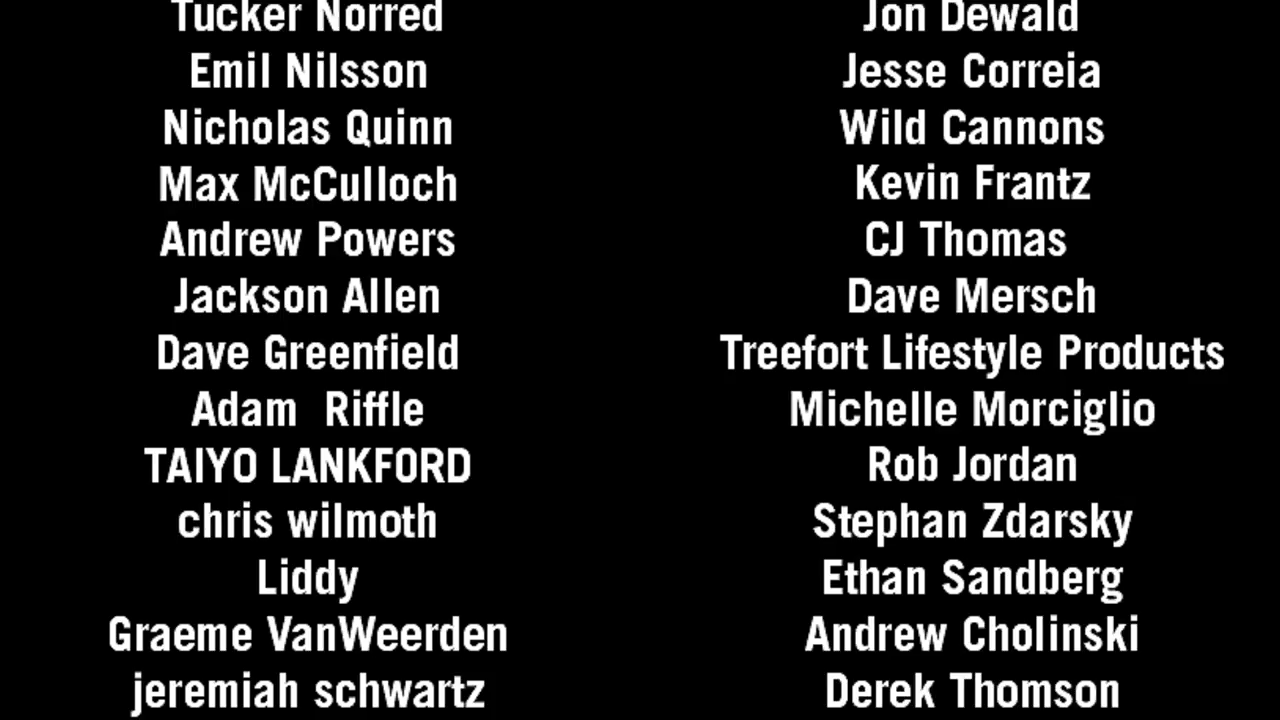 Tucker Norred
Emil Nilsson
Nicholas Quinn
Max McCulloch
Andrew Powers
Jackson Allen
Dave Greenfield
Adam  Riffle
TAIYO LANKFORD
chris wilmoth
Liddy
Graeme VanWeerden
jeremiah schwartz
Jon Dewald
Jesse Correia
Wild Cannons
Kevin Frantz
CJ Thomas
Dave Mersch
Treefort Lifestyle Products
Michelle Morciglio
Rob Jordan
Stephan Zdarsky
Ethan Sandberg
Andrew Cholinski
Derek Thomson